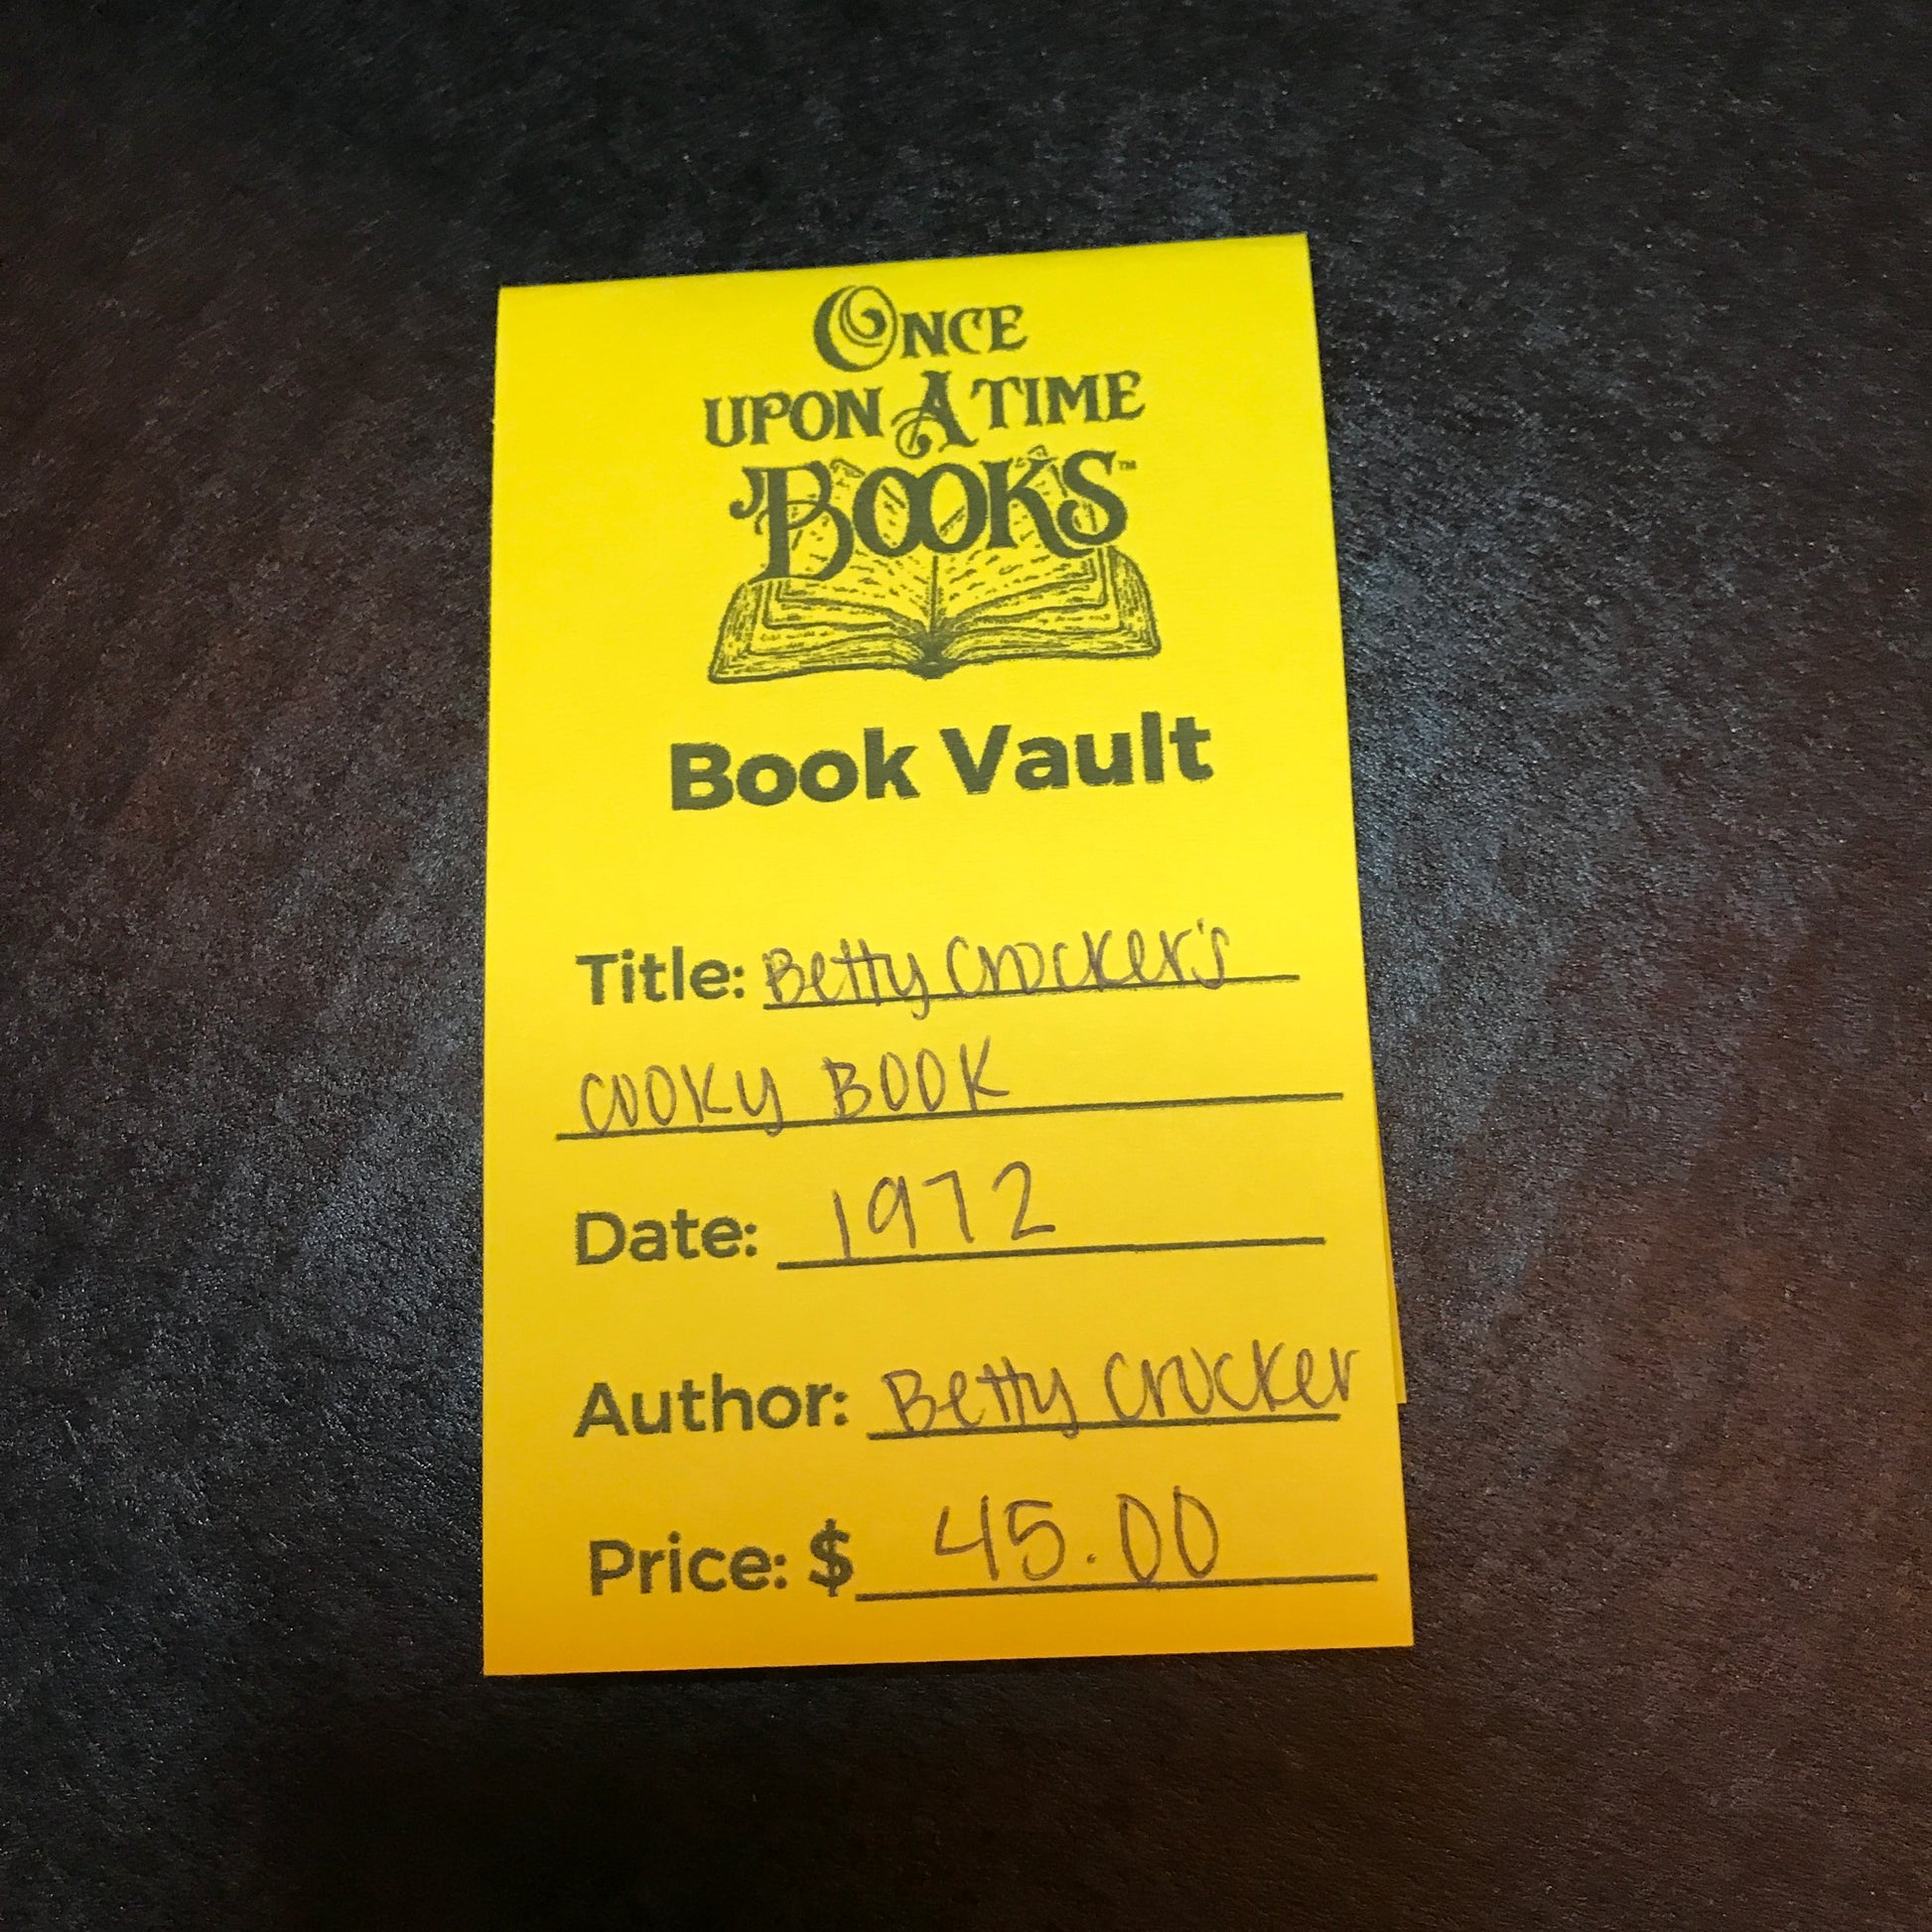 ONCE
UPON A TIME
BOOKS™
Book Vault
Title: Betty Crocker's
COOKY BOOK
Date: 1972
Author: Betty Crocker
Price: $ 45.00